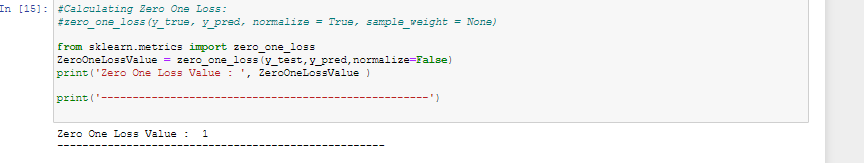 In [15]: #Calculating Zero One Loss:
#zero_one_loss(y_true, y_pred, normalize = True, sample_weight = None)
from sklearn.metrics import zero_one_loss
ZeroOneLossValue = zero_one_loss(y_test,y_pred,normalize=False)
print('Zero One Loss Value : ', ZeroOneLossValue )
print('----------------------------------------------------')
Zero One Loss Value :  1
----------------------------------------------------